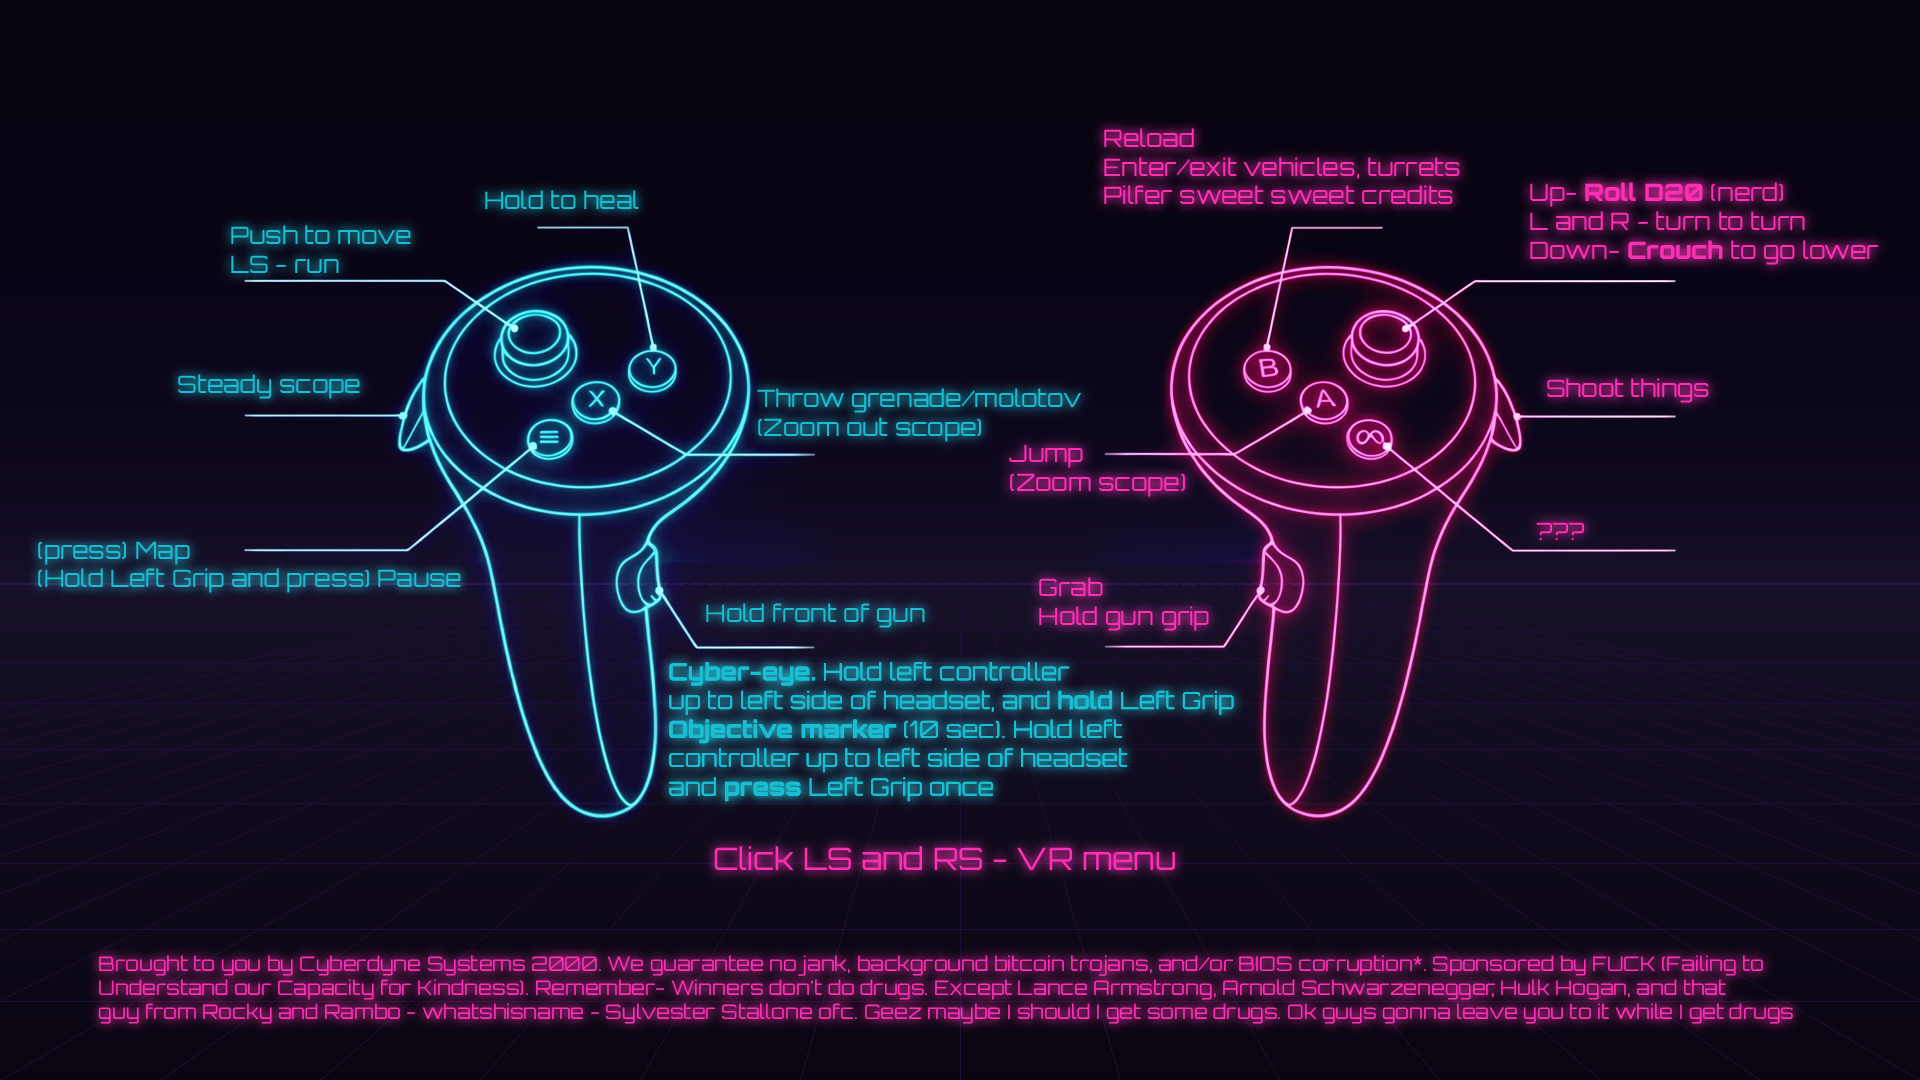 Hold to heal
Push to move
LS - run
Y
Steady scope
X
Throw grenade/molotov
(Zoom out scope)
(press) Map
(Hold Left Grip and press) Pause
Hold front of gun
Cyber-eye. Hold left controller
up to left side of headset, and hold Left Grip
Objective marker (10 sec). Hold left
controller up to left side of headset
and press Left Grip once
Reload
Enter/exit vehicles, turrets
Pilfer sweet sweet credits
Up- Roll D20 (nerd)
L and R - turn to turn
Down- Crouch to go lower
B
A
Shoot things
Jump
(Zoom scope)
???
Grab
Hold gun grip
Click LS and RS - VR menu
Brought to you by Cyberdyne Systems 2000. We guarantee no jank, background bitcoin trojans, and/or BIOS corruption*. Sponsored by FUCK (Failing to
Understand our Capacity for Kindness). Remember- Winners don't do drugs. Except Lance Armstrong, Arnold Schwarzenegger, Hulk Hogan, and that
guy from Rocky and Rambo - whatshisname - Sylvester Stallone ofc. Geez maybe I should I get some drugs. Ok guys gonna leave you to it while I get drugs